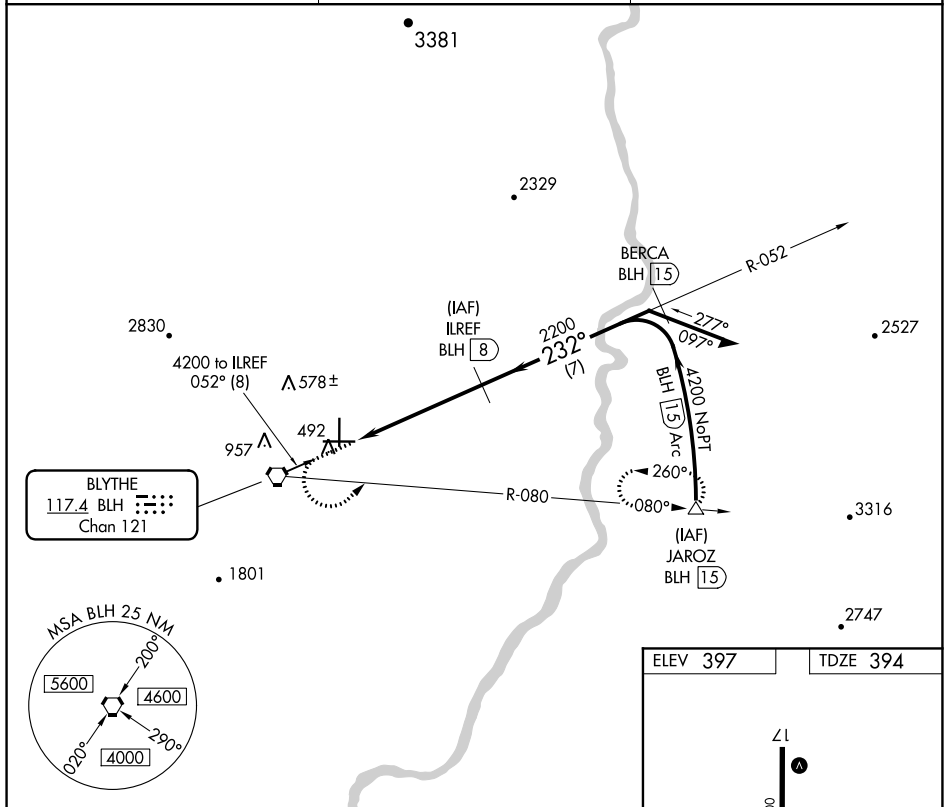 3381
2329
BERCA
BLH 15
R-052
277°
097°
2527
(IAF)
ILREF
BLH 8
2200
232°
(7)
2830
4200 to ILREF
052° (8)
578±
492
957
4200 NoPT
BLH 15 Arc
BLYTHE
117.4 BLH
Chan 121
R-080
260°
080°
(IAF)
JAROZ
BLH 15
3316
1801
2747
MSA BLH 25 NM
200°
5600
4600
290°
020°
4000
ELEV 397
TDZE 394
17
V